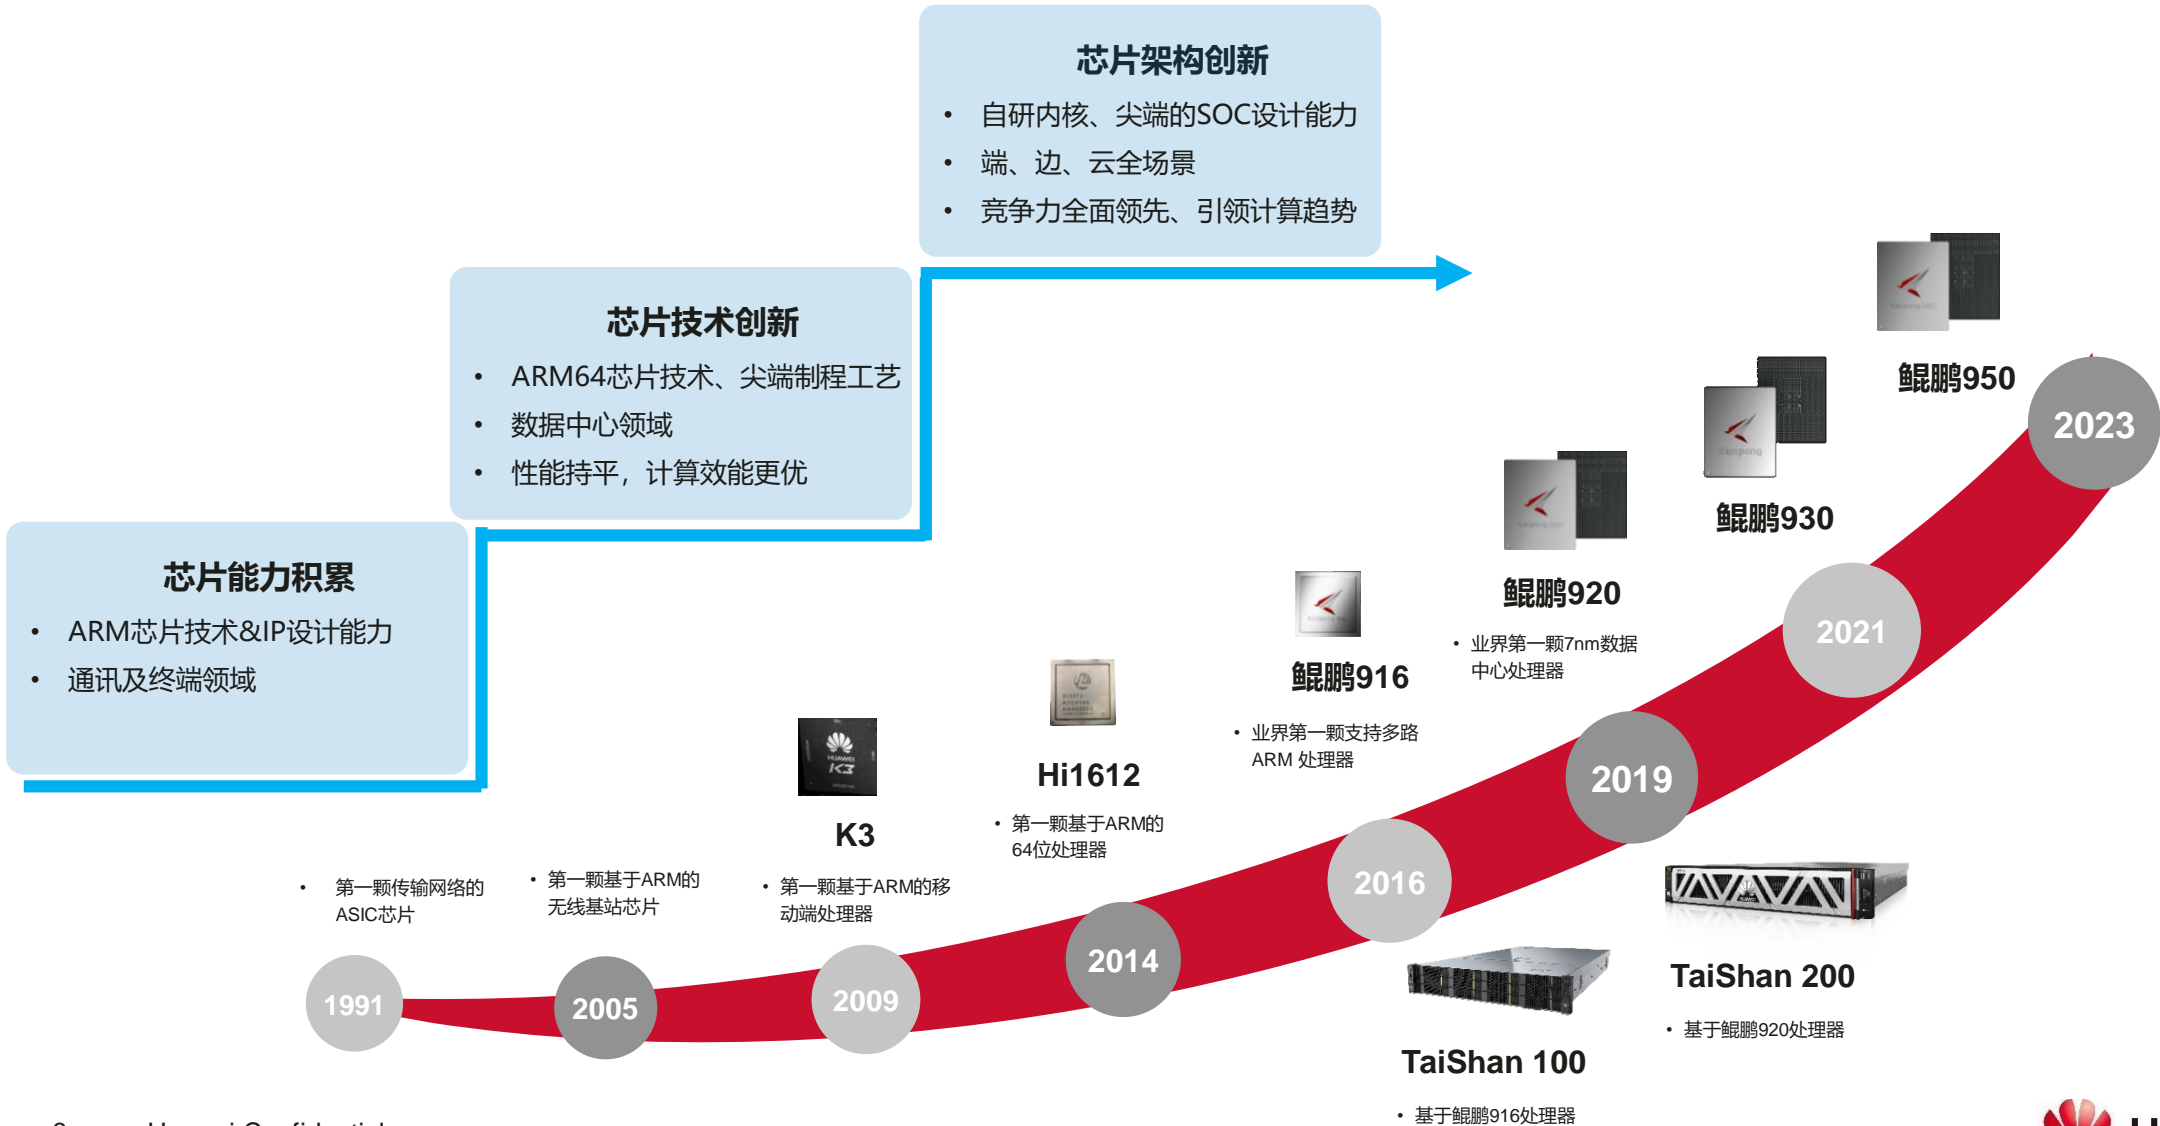 芯片架构创新
• 自研内核、尖端的SOC设计能力
• 端、边、云全场景
• 竞争力全面领先、引领计算趋势
芯片技术创新
• ARM64芯片技术、尖端制程工艺
• 数据中心领域
• 性能持平，计算效能更优
芯片能力积累
• ARM芯片技术&IP设计能力
• 通讯及终端领域
• 第一颗传输网络的
ASIC芯片
1991
• 第一颗基于ARM的
无线基站芯片
2005
HUAWEI
K3
K3
• 第一颗基于ARM的移
动端处理器
2009
Hi1612
• 第一颗基于ARM的
64位处理器
2014
鲲鹏916
• 业界第一颗支持多路
ARM 处理器
2016
鲲鹏920
• 业界第一颗7nm数据
中心处理器
2019
Kunpeng
鲲鹏930
2021
鲲鹏950
2023
TaiShan 100
• 基于鲲鹏916处理器
TaiShan 200
• 基于鲲鹏920处理器
Huawei Confidential